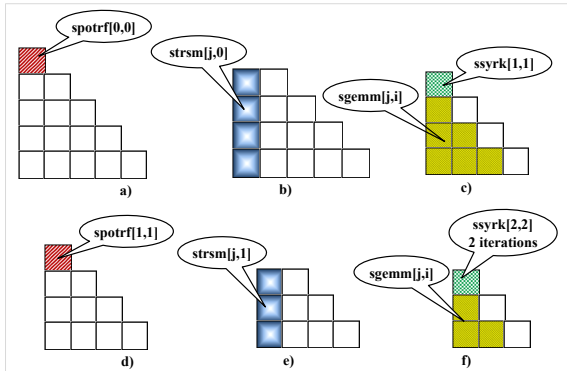 spotrf[0,0]
strsm[j,0]
ssyrk[1,1]
sgemm[j,i]
a)
b)
c)
spotrf[1,1]
strsm[j,1]
ssyrk[2,2]
2 iterations
sgemm[j,i]
d)
e)
f)